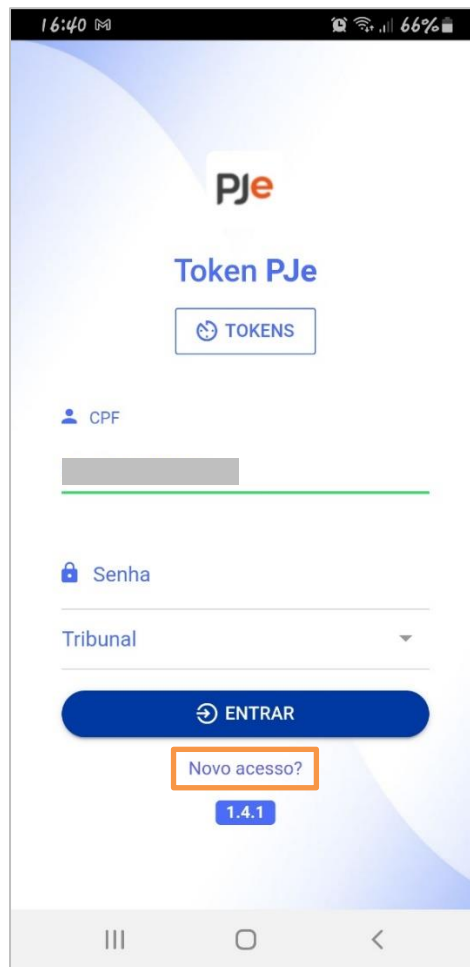 16:40 66%
PJe
Token PJe
TOKENS
CPF
Senha
Tribunal
ENTRAR
Novo acesso?
1.4.1